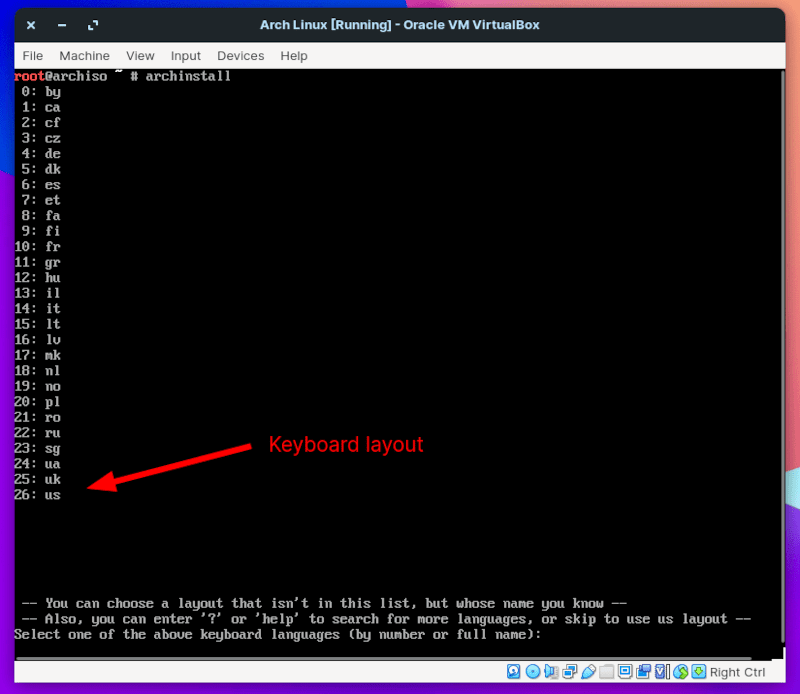 Arch Linux [Running] - Oracle VM VirtualBox
File Machine View Input Devices Help
root@archiso ~ # archinstall
0: by
1: ca
2: cf
3: cz
4: de
5: dk
6: es
7: et
8: fa
9: fi
10: fr
11: gr
12: hu
13: il
14: it
15: lt
16: lv
17: mk
18: nl
19: no
20: pl
21: ro
22: ru
23: sg
24: ua
25: uk
26: us
Keyboard layout
-- You can choose a layout that isn't in this list, but whose name you know --
-- Also, you can enter '?' or 'help' to search for more languages, or skip to use us layout --
Select one of the above keyboard languages (by number or full name):
Right Ctrl